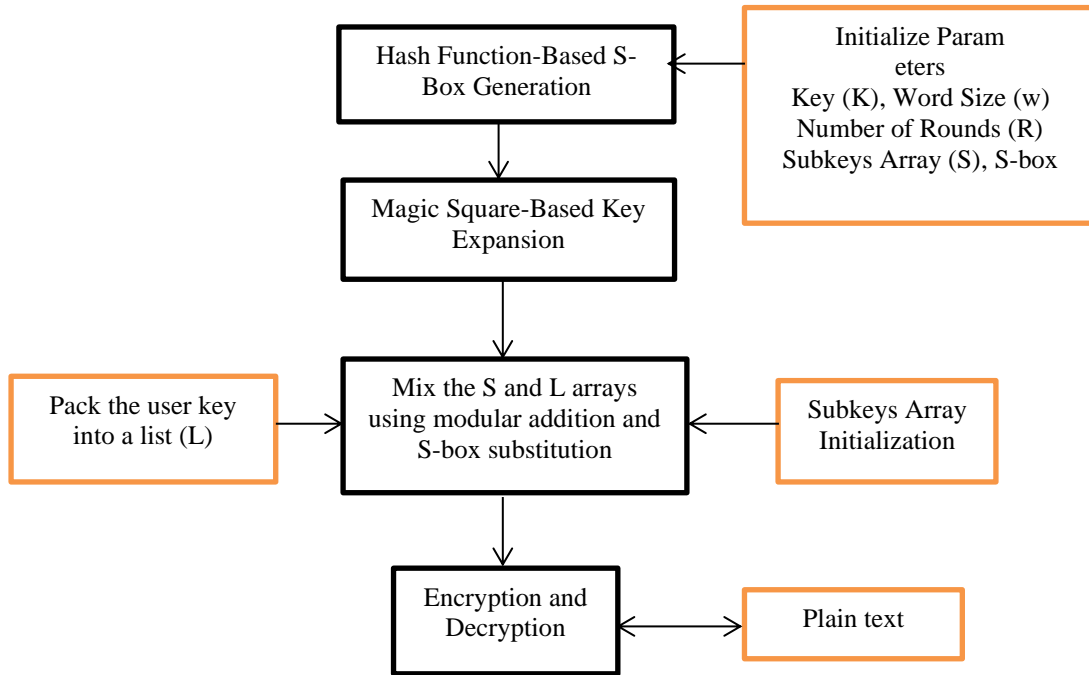 Hash Function-Based S-
Box Generation
Initialize Param
eters
Key (K), Word Size (w)
Number of Rounds (R)
Subkeys Array (S), S-box
Magic Square-Based Key
Expansion
Pack the user key
into a list (L)
Mix the S and L arrays
using modular addition and
S-box substitution
Subkeys Array
Initialization
Encryption and
Decryption
Plain text